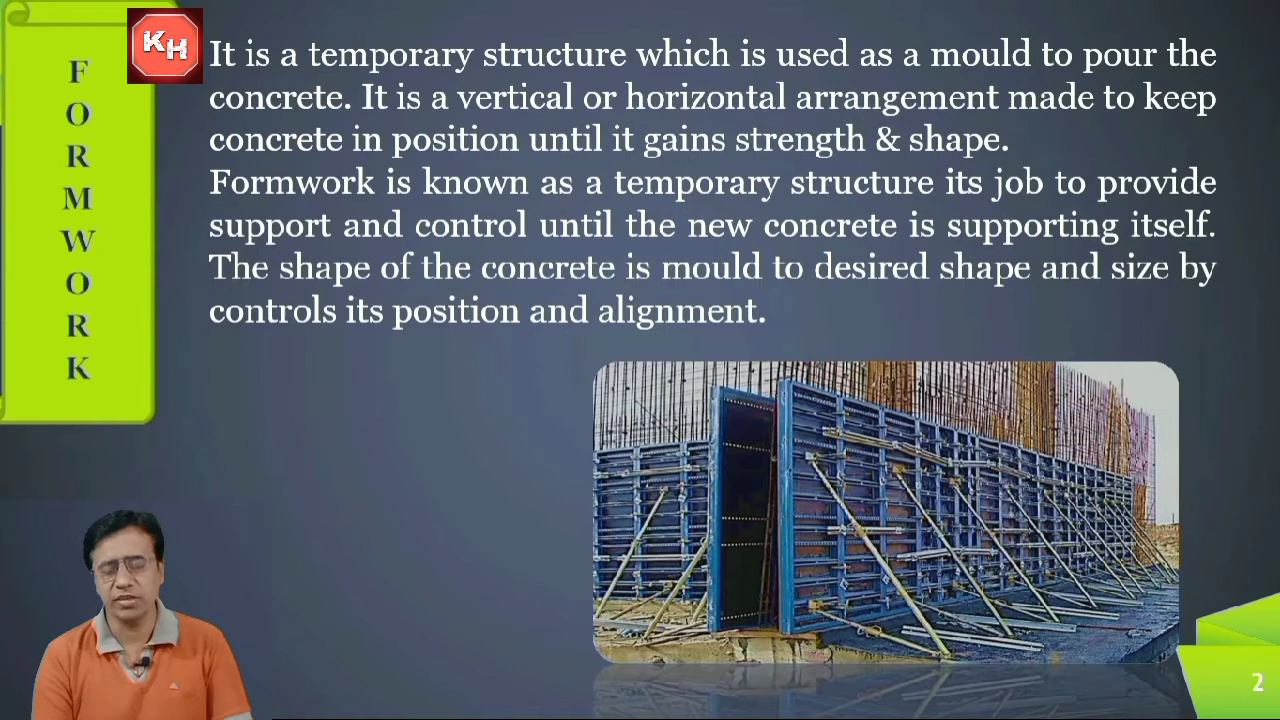 FORMWORK
KH
It is a temporary structure which is used as a mould to pour the
concrete. It is a vertical or horizontal arrangement made to keep
concrete in position until it gains strength & shape.
Formwork is known as a temporary structure its job to provide
support and control until the new concrete is supporting itself.
The shape of the concrete is mould to desired shape and size by
controls its position and alignment.
2